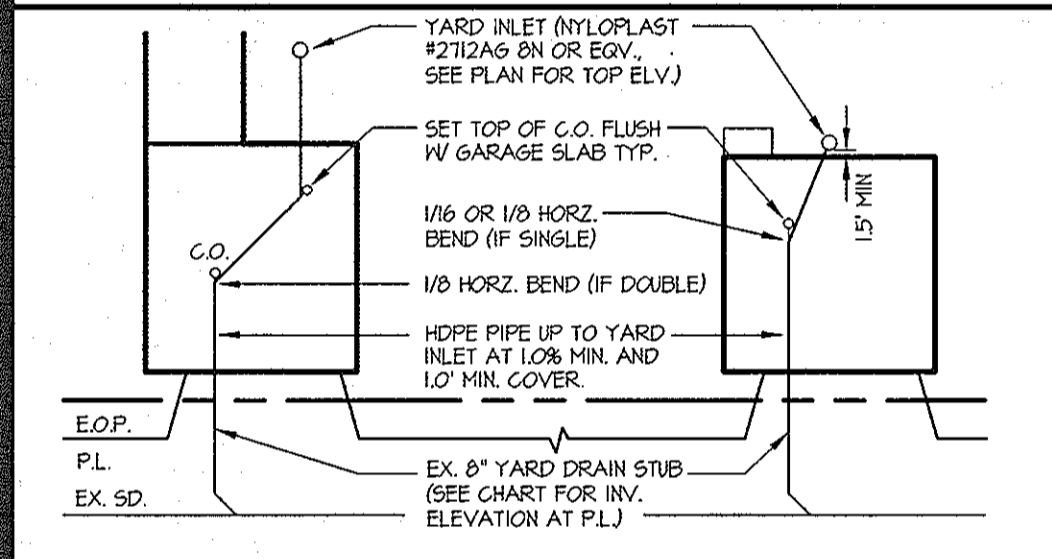 YARD INLET (NYLOPLAST
#2712AG 8N OR EQV.,
SEE PLAN FOR TOP ELV.)
SET TOP OF C.O. FLUSH
W/ GARAGE SLAB TYP.
1/16 OR 1/8 HORZ.
BEND (IF SINGLE)
1.5' MIN
C.O.
1/8 HORZ. BEND (IF DOUBLE)
HDPE PIPE UP TO YARD
INLET AT 1.0% MIN. AND
1.0' MIN. COVER.
E.O.P.
P.L.
EX. SD.
EX. 8" YARD DRAIN STUB
(SEE CHART FOR INV.
ELEVATION AT P.L.)